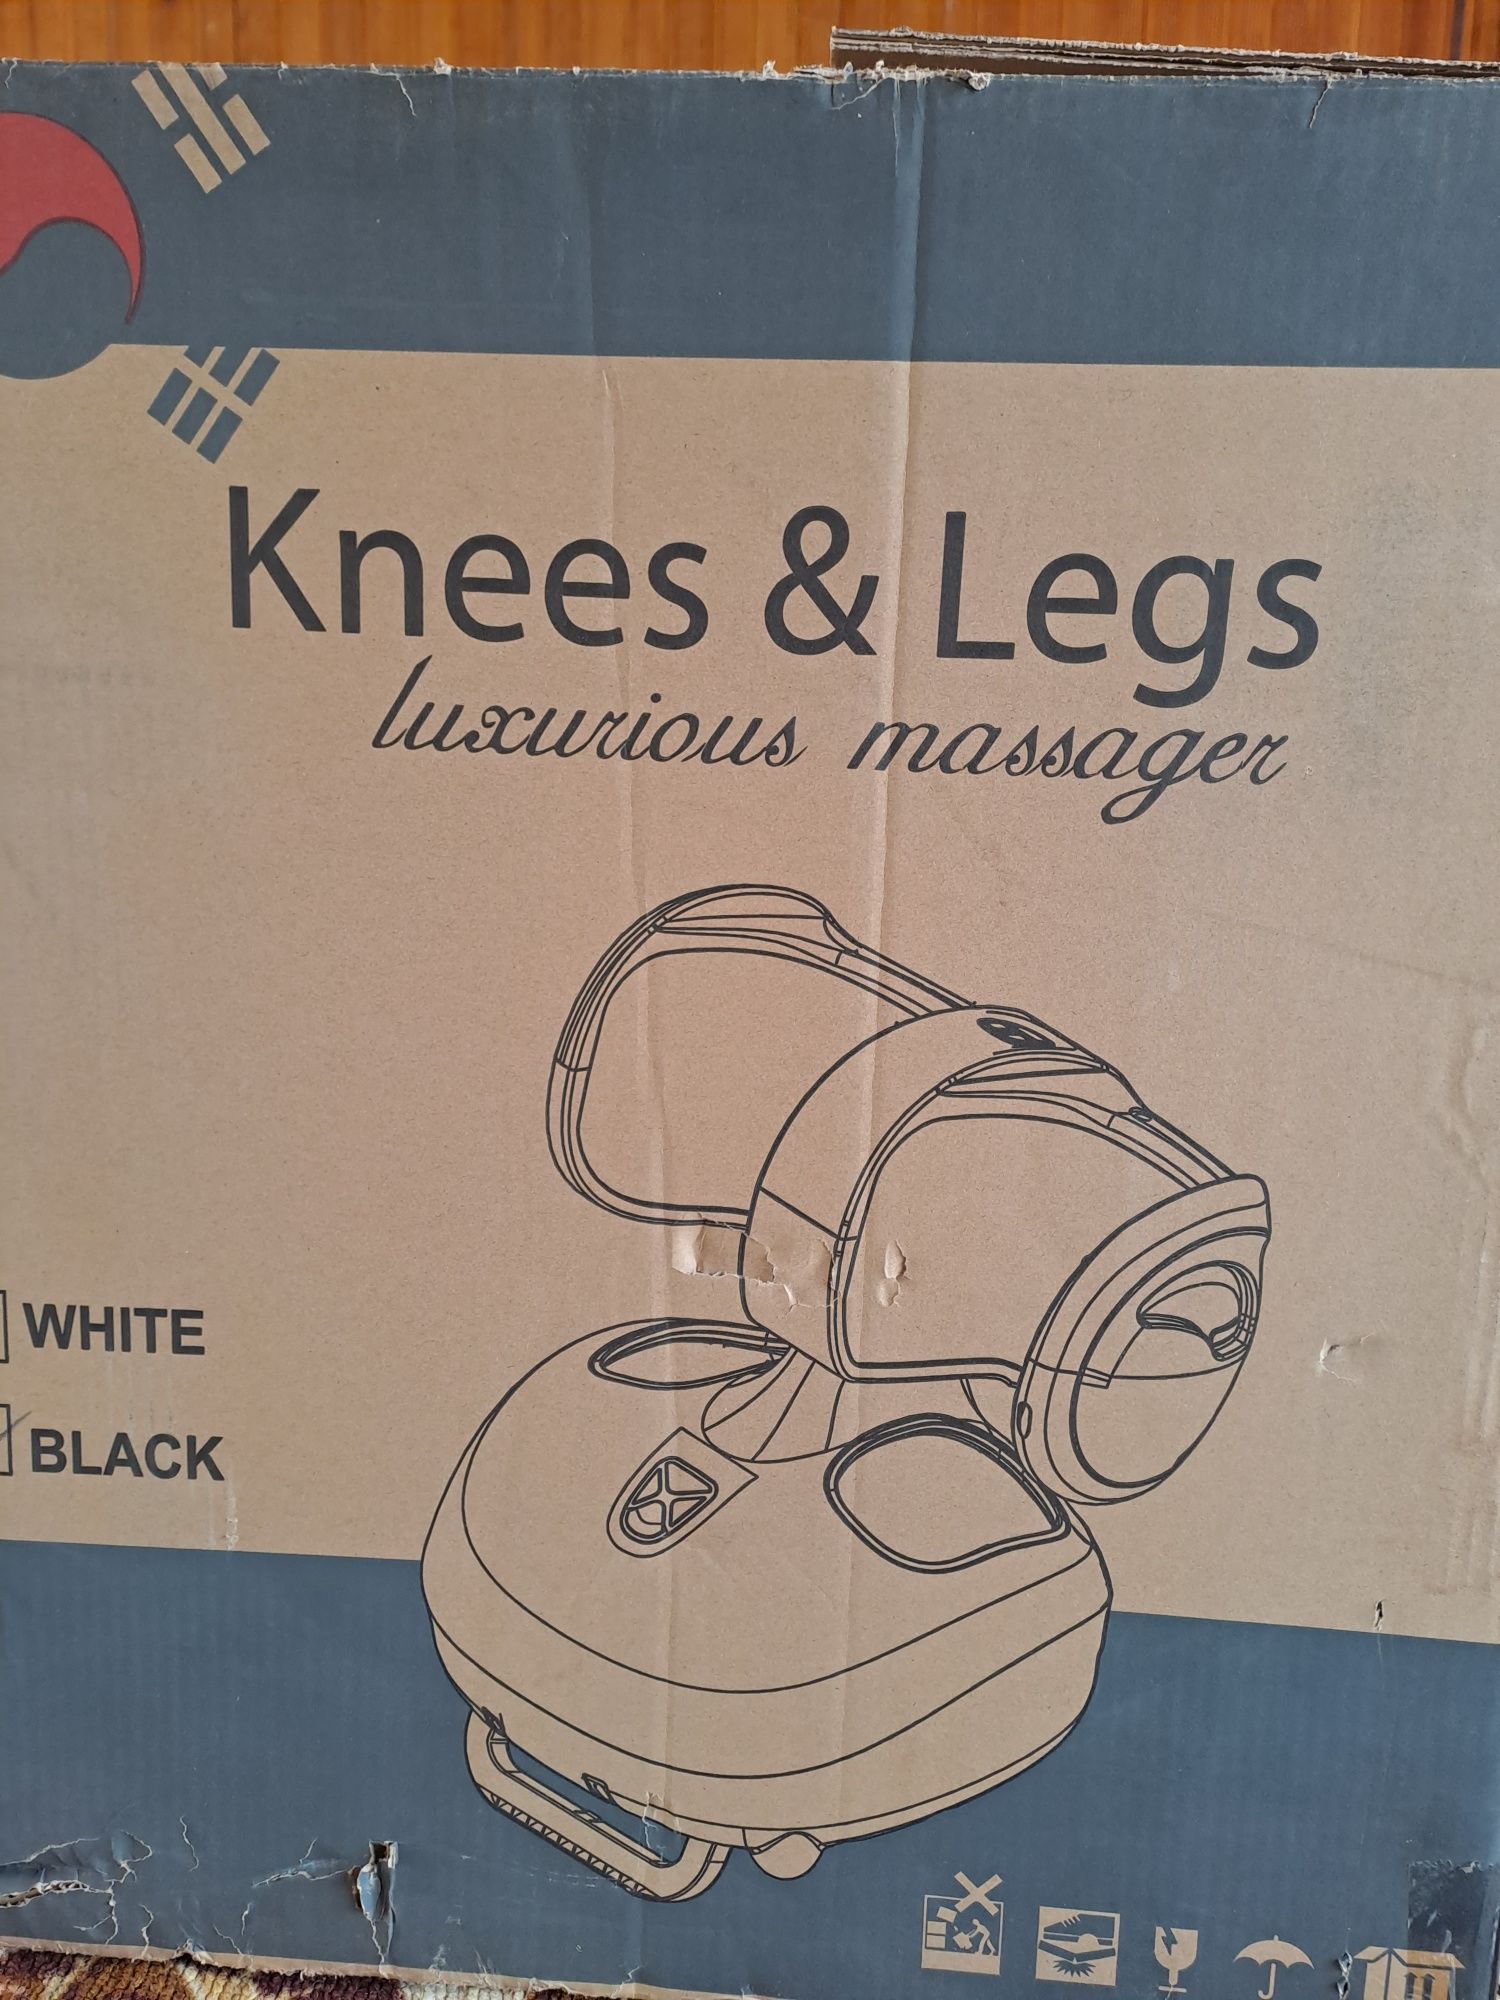 Knees & Legs
luxurious massager
WHITE
BLACK